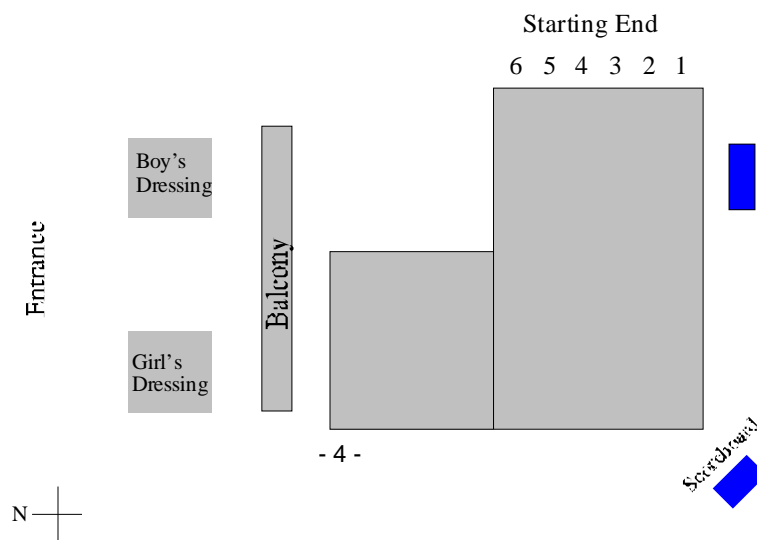 Starting End
6 5 4 3 2 1
Boy's
Dressing
Balcony
Entrance
Girl's
Dressing
- 4 -
Scoreboard
N